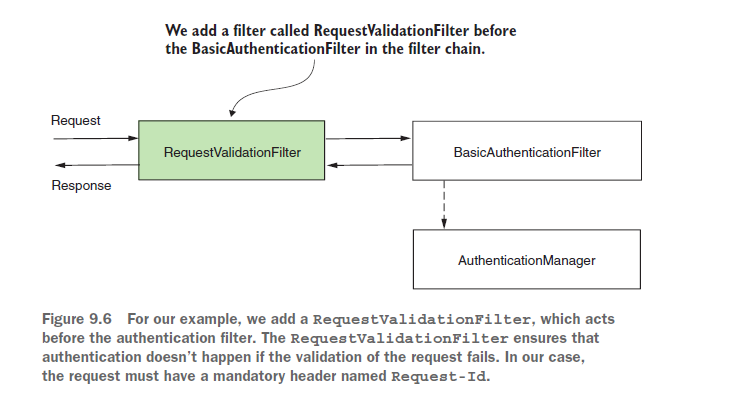 We add a filter called RequestValidationFilter before
the BasicAuthenticationFilter in the filter chain.
Request
RequestValidationFilter
BasicAuthenticationFilter
Response
AuthenticationManager
Figure 9.6 For our example, we add a RequestValidationFilter, which acts
before the authentication filter. The RequestValidationFilter ensures that
authentication doesn't happen if the validation of the request fails. In our case,
the request must have a mandatory header named Request-Id.